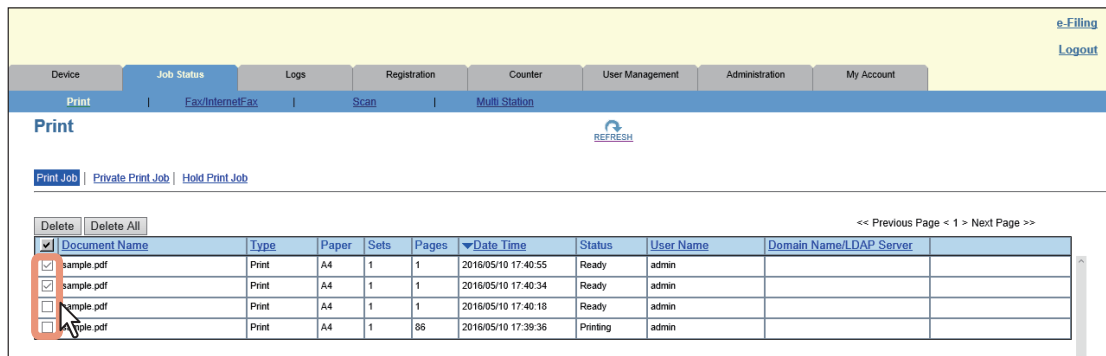 e-Filing
Logout
Device Job Status Logs Registration Counter User Management Administration My Account
Print | Fax/InternetFax | Scan | Multi Station
Print
REFRESH
Print Job | Private Print Job | Hold Print Job
Delete Delete All << Previous Page < 1 > Next Page >>
Document Name Type Paper Sets Pages Date Time Status User Name Domain Name/LDAP Server
sample.pdf Print A4 1 1 2016/05/10 17:40:55 Ready admin
sample.pdf Print A4 1 1 2016/05/10 17:40:34 Ready admin
sample.pdf Print A4 1 1 2016/05/10 17:40:18 Ready admin
sample.pdf Print A4 1 86 2016/05/10 17:39:36 Printing admin